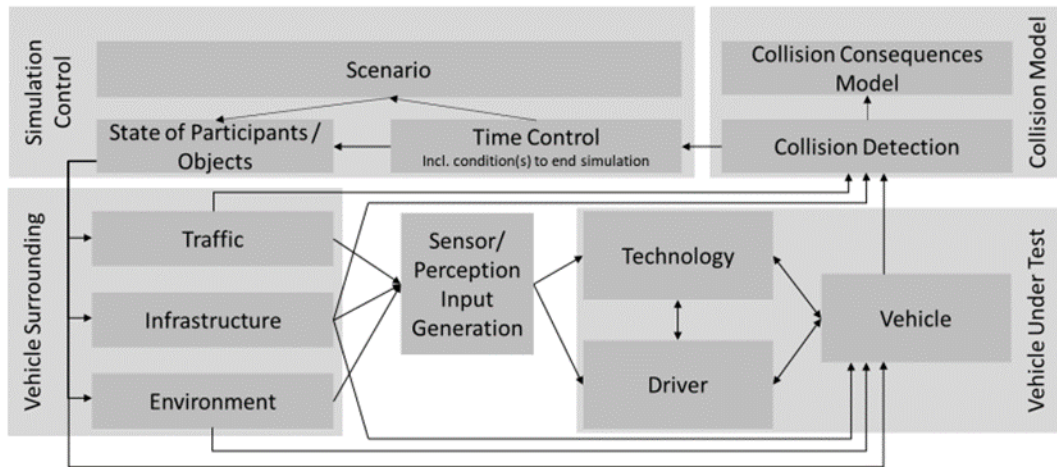 Simulation
Control
Scenario
State of Participants /
Objects
Time Control
Incl. condition(s) to end simulation
Collision Consequences
Model
Collision Detection
Collision Model
Vehicle Surrounding
Traffic
Infrastructure
Environment
Sensor/
Perception
Input
Generation
Technology
Driver
Vehicle
Vehicle Under Test